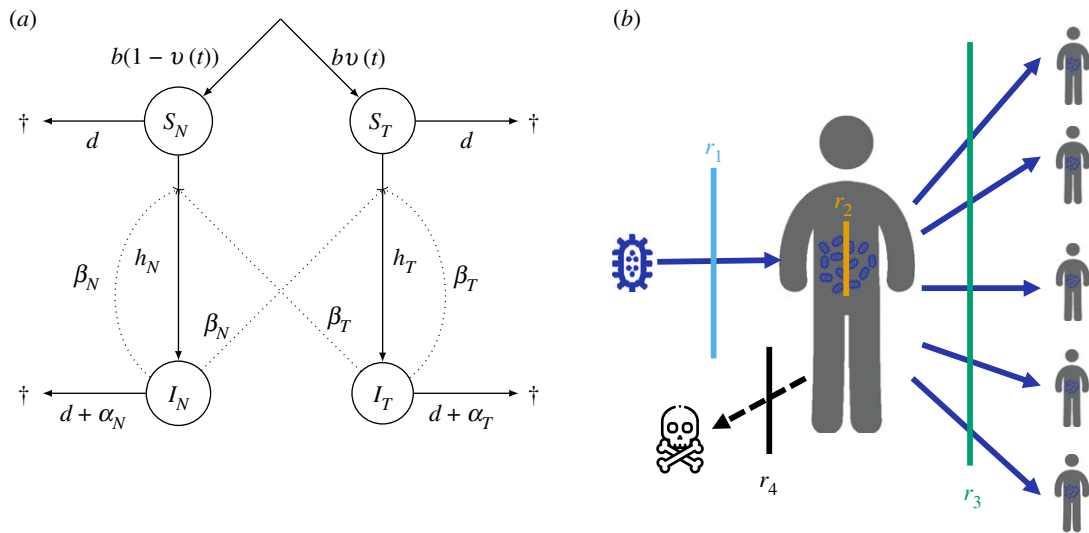 (a)
b(1 − υ (t))
bυ (t)
†
d
S_N
S_T
d
†
h_N
h_T
β_N
β_T
β_N
β_T
†
d + α_N
I_N
I_T
d + α_T
†
(b)
r_1
r_2
r_4
r_3